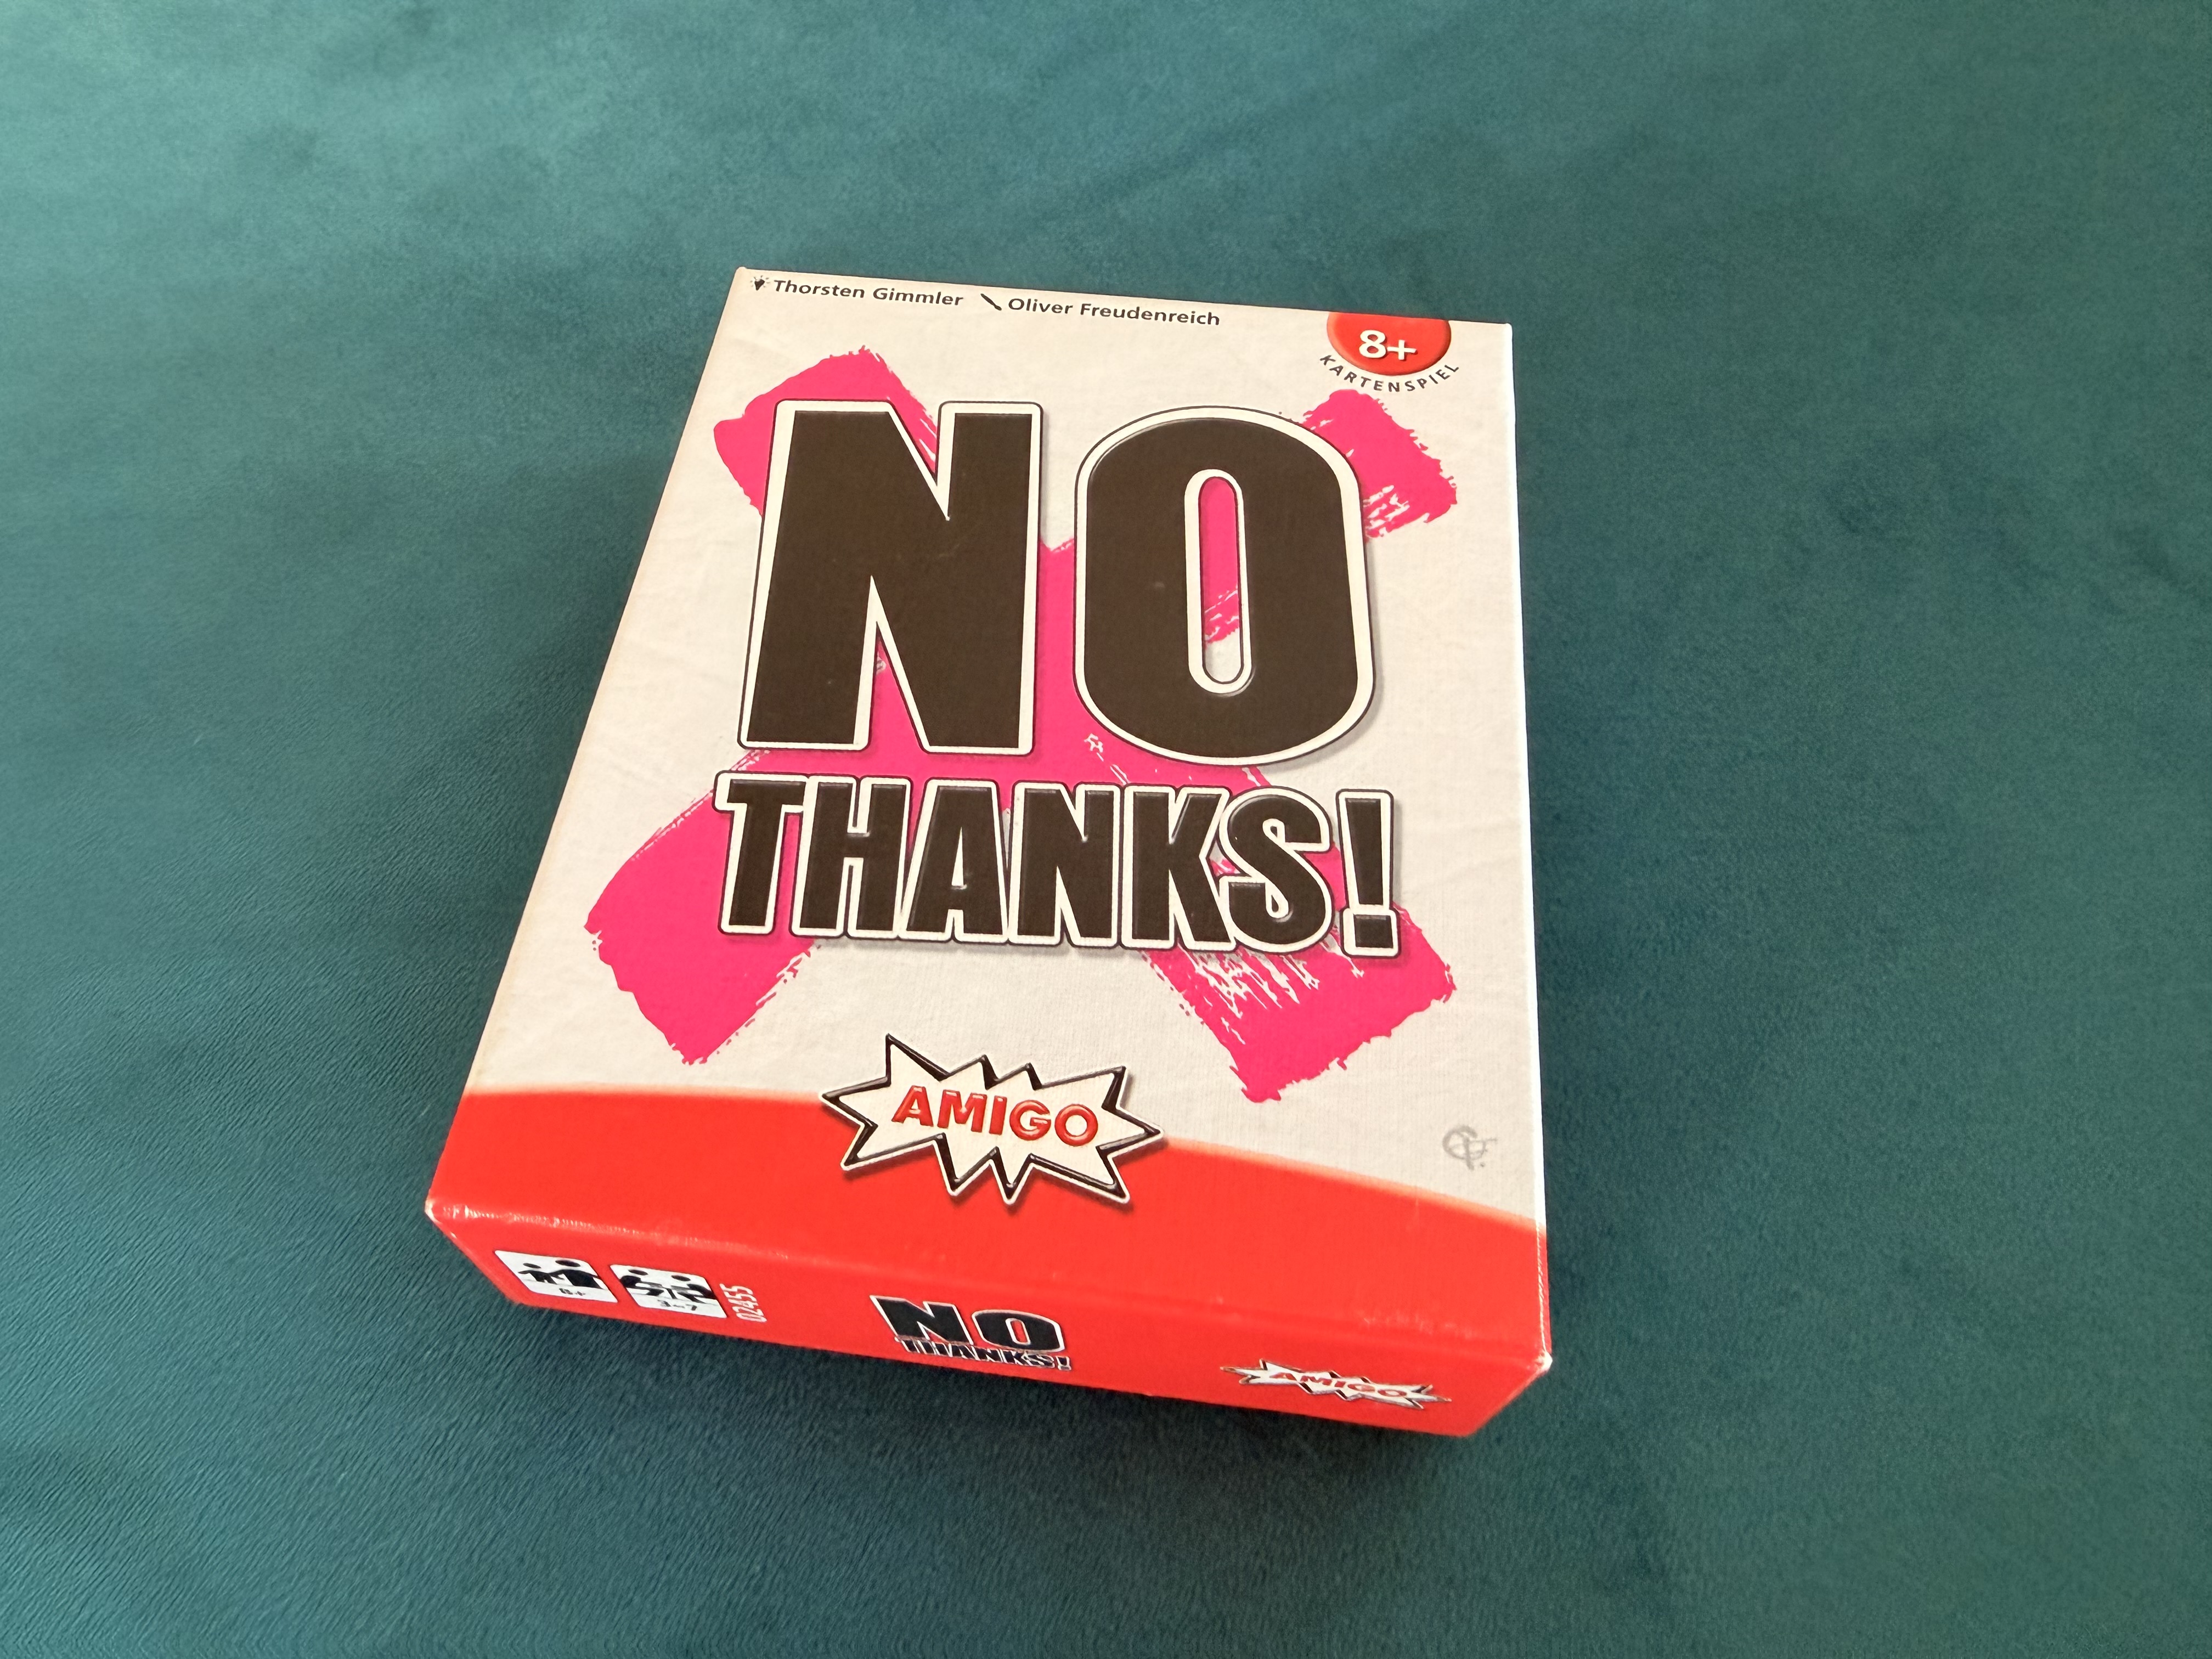 Thorsten Gimmler Oliver Freudenreich
8+
KARTENSPIEL
NO
THANKS!
AMIGO
8+
3-7
02455
NO
THANKS!
AMIGO